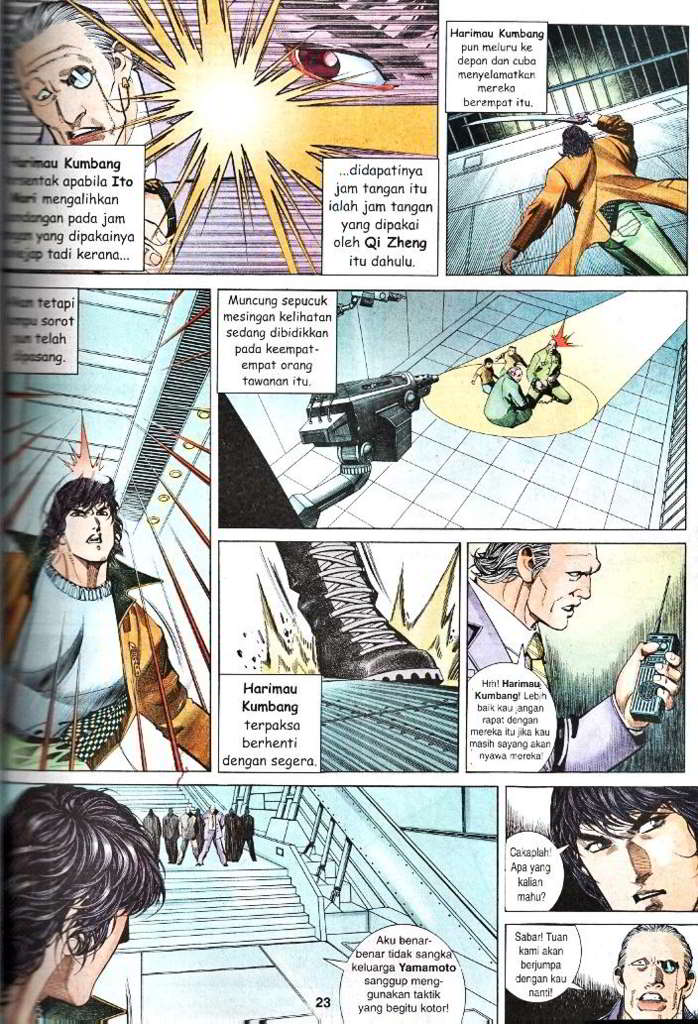 Harimau Kumbang
apabila Ito
mengalihkan
pada jam
yang dipakainya
tadi kerana...
...didapatinya
jam tangan itu
ialah jam tangan
yang dipakai
oleh Qi Zheng
itu dahulu.
Harimau Kumbang
pun meluru ke
depan dan cuba
menyelamatkan
mereka
berempat itu.
tetapi
sorot
telah
dipasang.
Muncung sepucuk
mesingan kelihatan
sedang dibidikkan
pada keempat-
empat orang
tawanan itu.
Harimau
Kumbang
terpaksa
berhenti
dengan segera.
Hm! Harimau
Kumbang! Lebih
baik kau jangan
rapat dengan
mereka itu jika kau
masih sayang akan
nyawa mereka!
Aku benar-
benar tidak sangka
keluarga Yamamoto
sanggup meng-
gunakan taktik
yang begitu kotor!
Cakaplah!
Apa yang
kalian
mahu?
Sabar! Tuan
kami akan
berjumpa
dengan kau
nanti!
23